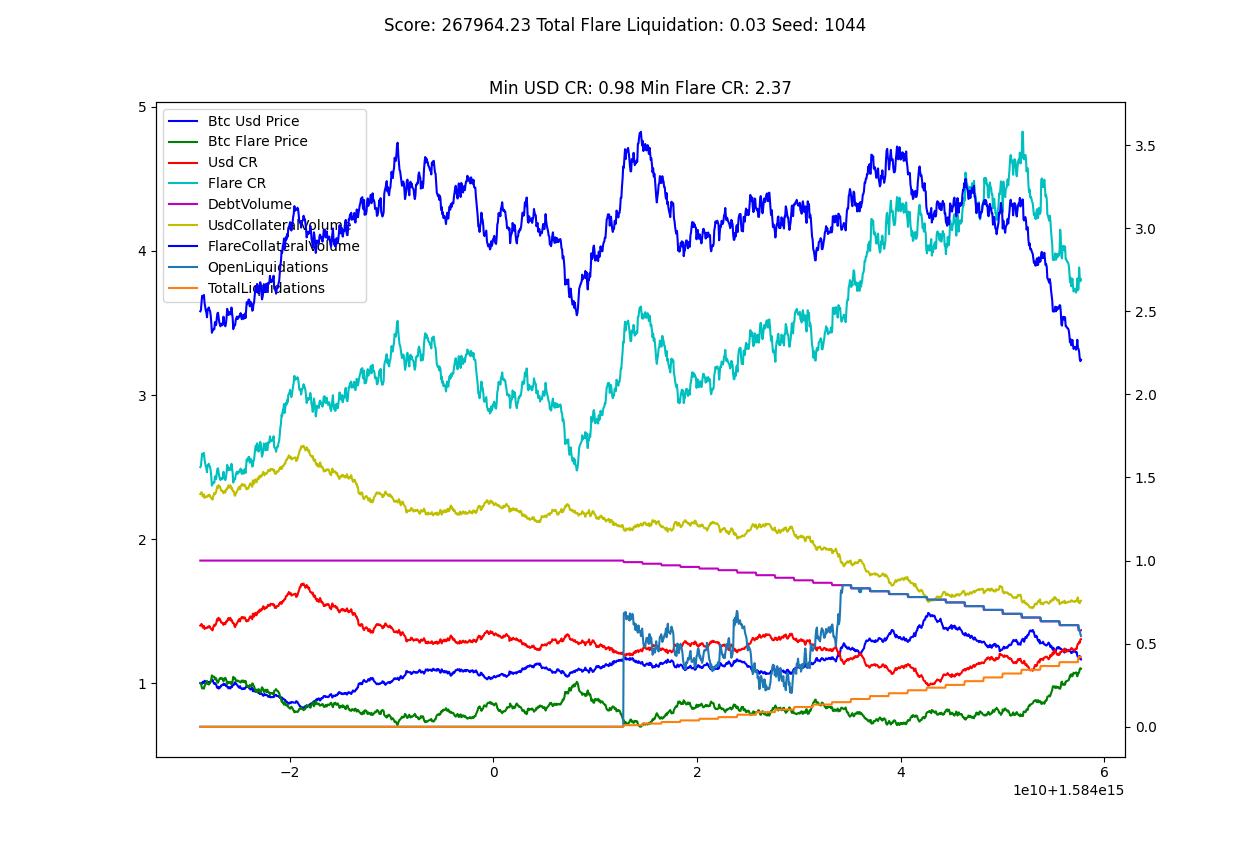 Score: 267964.23 Total Flare Liquidation: 0.03 Seed: 1044
Min USD CR: 0.98 Min Flare CR: 2.37
Btc Usd Price
Btc Flare Price
Usd CR
Flare CR
DebtVolume
UsdCollateralVolume
FlareCollateralVolume
OpenLiquidations
TotalLiquidations
5
4
3
2
1
3.5
3.0
2.5
2.0
1.5
1.0
0.5
0.0
−2
0
2
4
6
1e10+1.584e15